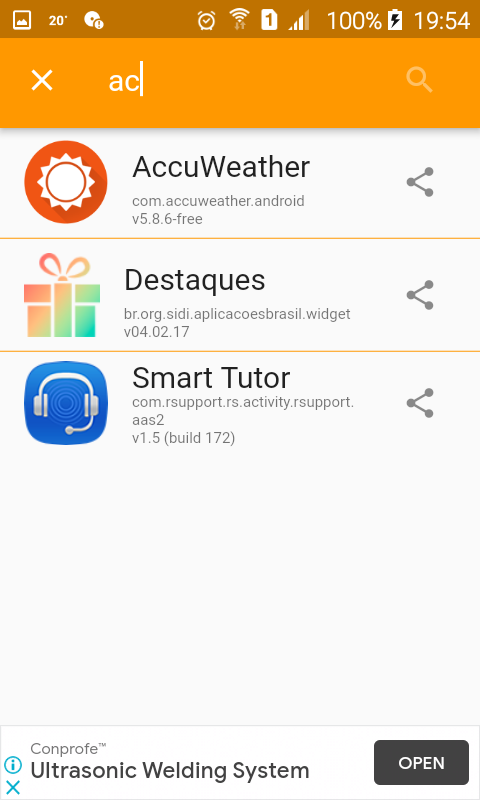 20°
1
100%
19:54
ac
AccuWeather
com.accuweather.android
v5.8.6-free
Destaques
br.org.sidi.aplicacoesbrasil.widget
v04.02.17
Smart Tutor
com.rsupport.rs.activity.rsupport.
aas2
v1.5 (build 172)
Conprofe™
Ultrasonic Welding System
OPEN